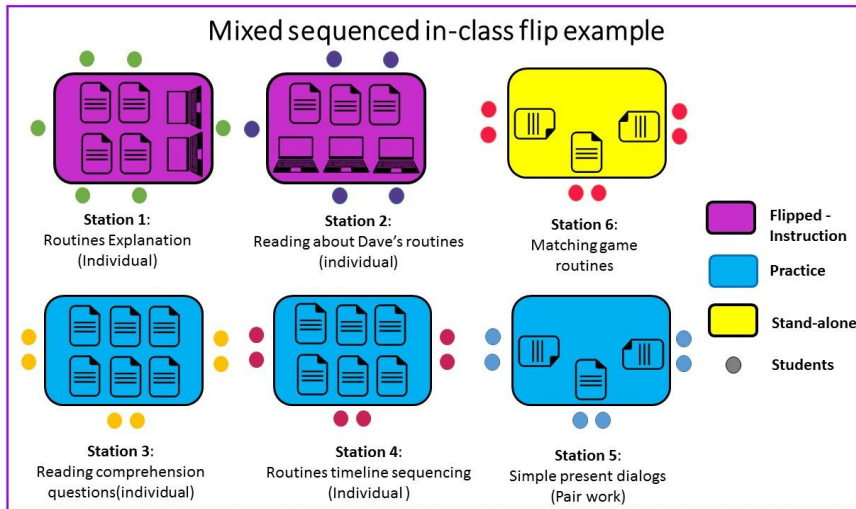 Mixed sequenced in-class flip example
Station 1:
Routines Explanation
(Individual)
Station 2:
Reading about Dave's routines
(individual)
Station 6:
Matching game
routines
Flipped -
Instruction
Practice
Stand-alone
Students
Station 3:
Reading comprehension
questions(individual)
Station 4:
Routines timeline sequencing
(Individual )
Station 5:
Simple present dialogs
(Pair work)